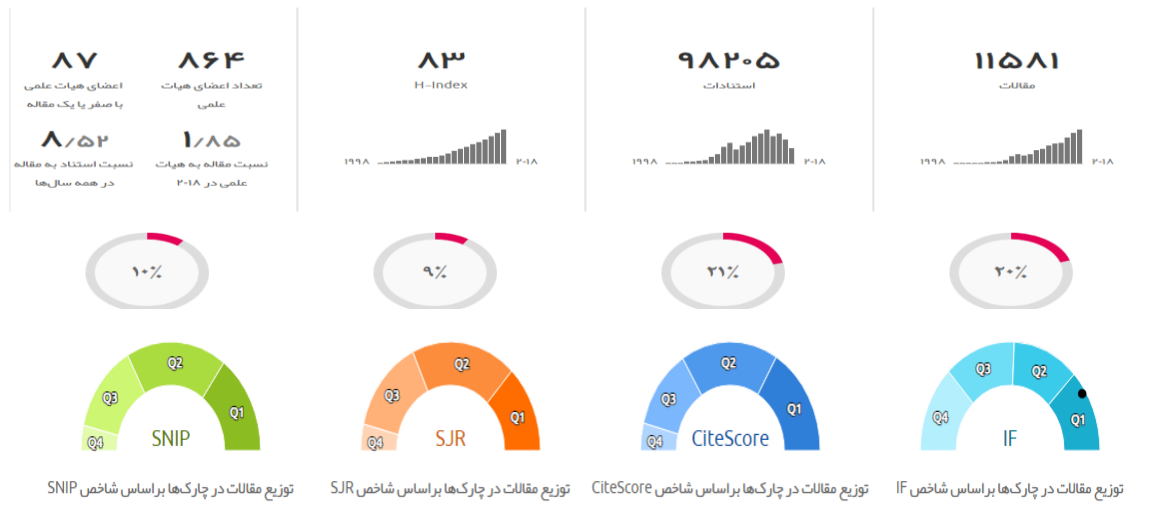 ۱۱۵۸۱
مقالات
۱۹۹۸ ۲۰۱۸
۹۸۲۰۵
استنادات
۱۹۹۸ ۲۰۱۸
۸۳
H-Index
۱۹۹۸ ۲۰۱۸
۸۶۴
تعداد اعضای هیات
علمی
۸۷
اعضای هیات علمی
با صفر یا یک مقاله
۱/۸۵
نسبت مقاله به هیات
علمی در ۲۰۱۸
۸/۵۲
نسبت استناد به مقاله
در همه سال‌ها
۲۰٪
۲۱٪
۹٪
۱۰٪
Q4
Q3
Q2
Q1
IF
توزیع مقالات در چارک‌ها براساس شاخص IF
Q4
Q3
Q2
Q1
CiteScore
توزیع مقالات در چارک‌ها براساس شاخص CiteScore
Q4
Q3
Q2
Q1
SJR
توزیع مقالات در چارک‌ها براساس شاخص SJR
Q4
Q3
Q2
Q1
SNIP
توزیع مقالات در چارک‌ها براساس شاخص SNIP